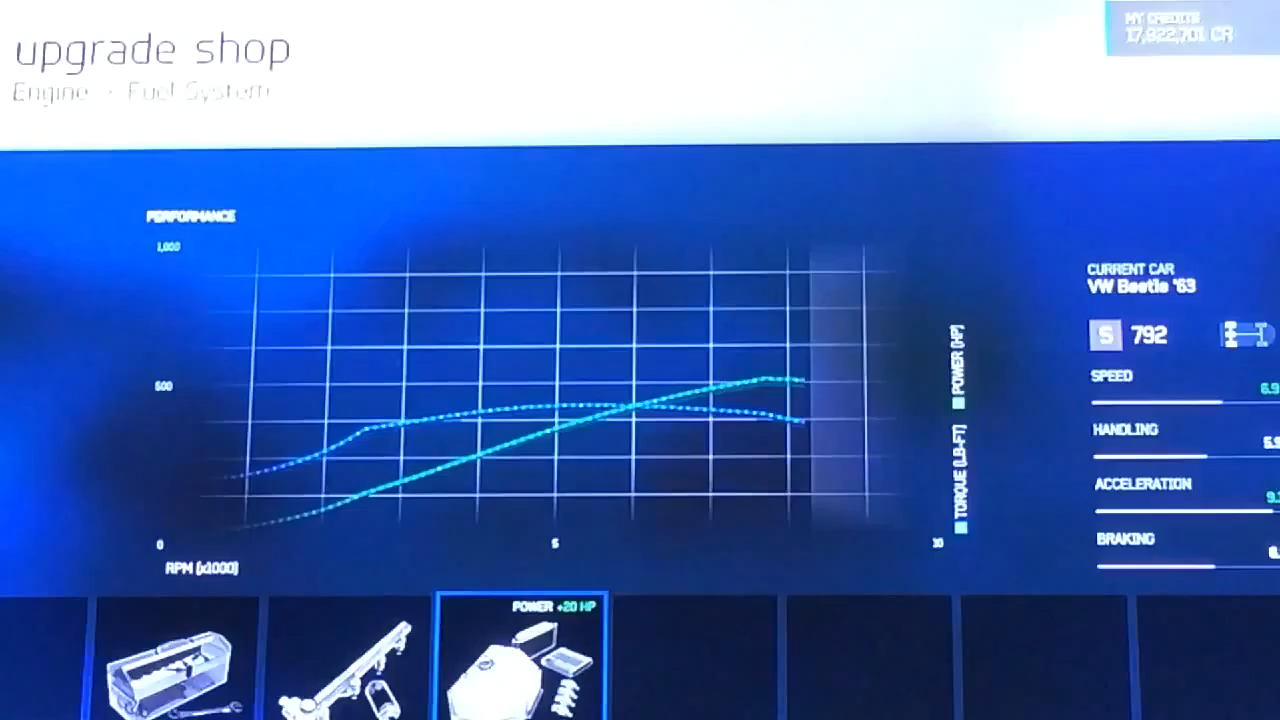 upgrade shop
Engine · Fuel System
MY CREDITS
17,922,701 CR
PERFORMANCE
1,000
500
0
5
10
RPM (x1000)
POWER (HP)
TORQUE (LB-FT)
CURRENT CAR
VW Beetle '63
S 792
SPEED
HANDLING
ACCELERATION
BRAKING
POWER +20 HP